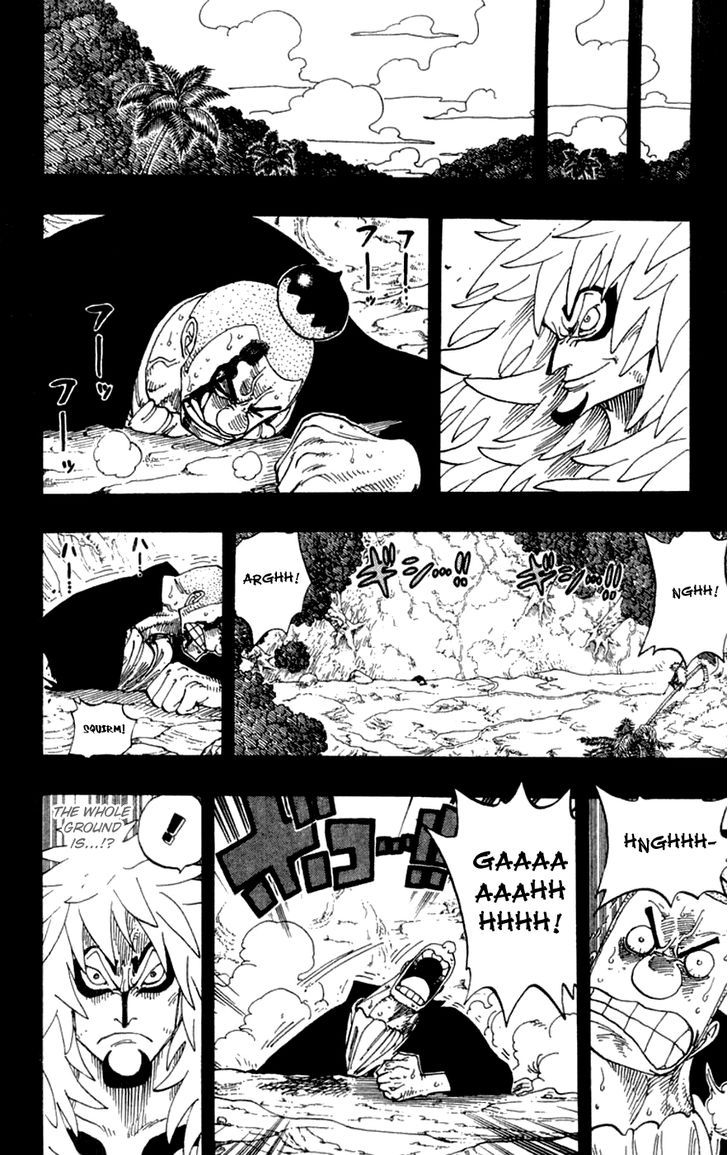 フーッ
フーッ
フーッ
フーッ
NGHH!
ギシ…!!
ギシ…!!
ARGHH!
SQUIRM!
HNGHHH-
GAAAA
AAAHH
HHHH!
!
THE WHOLE
GROUND
IS...!?